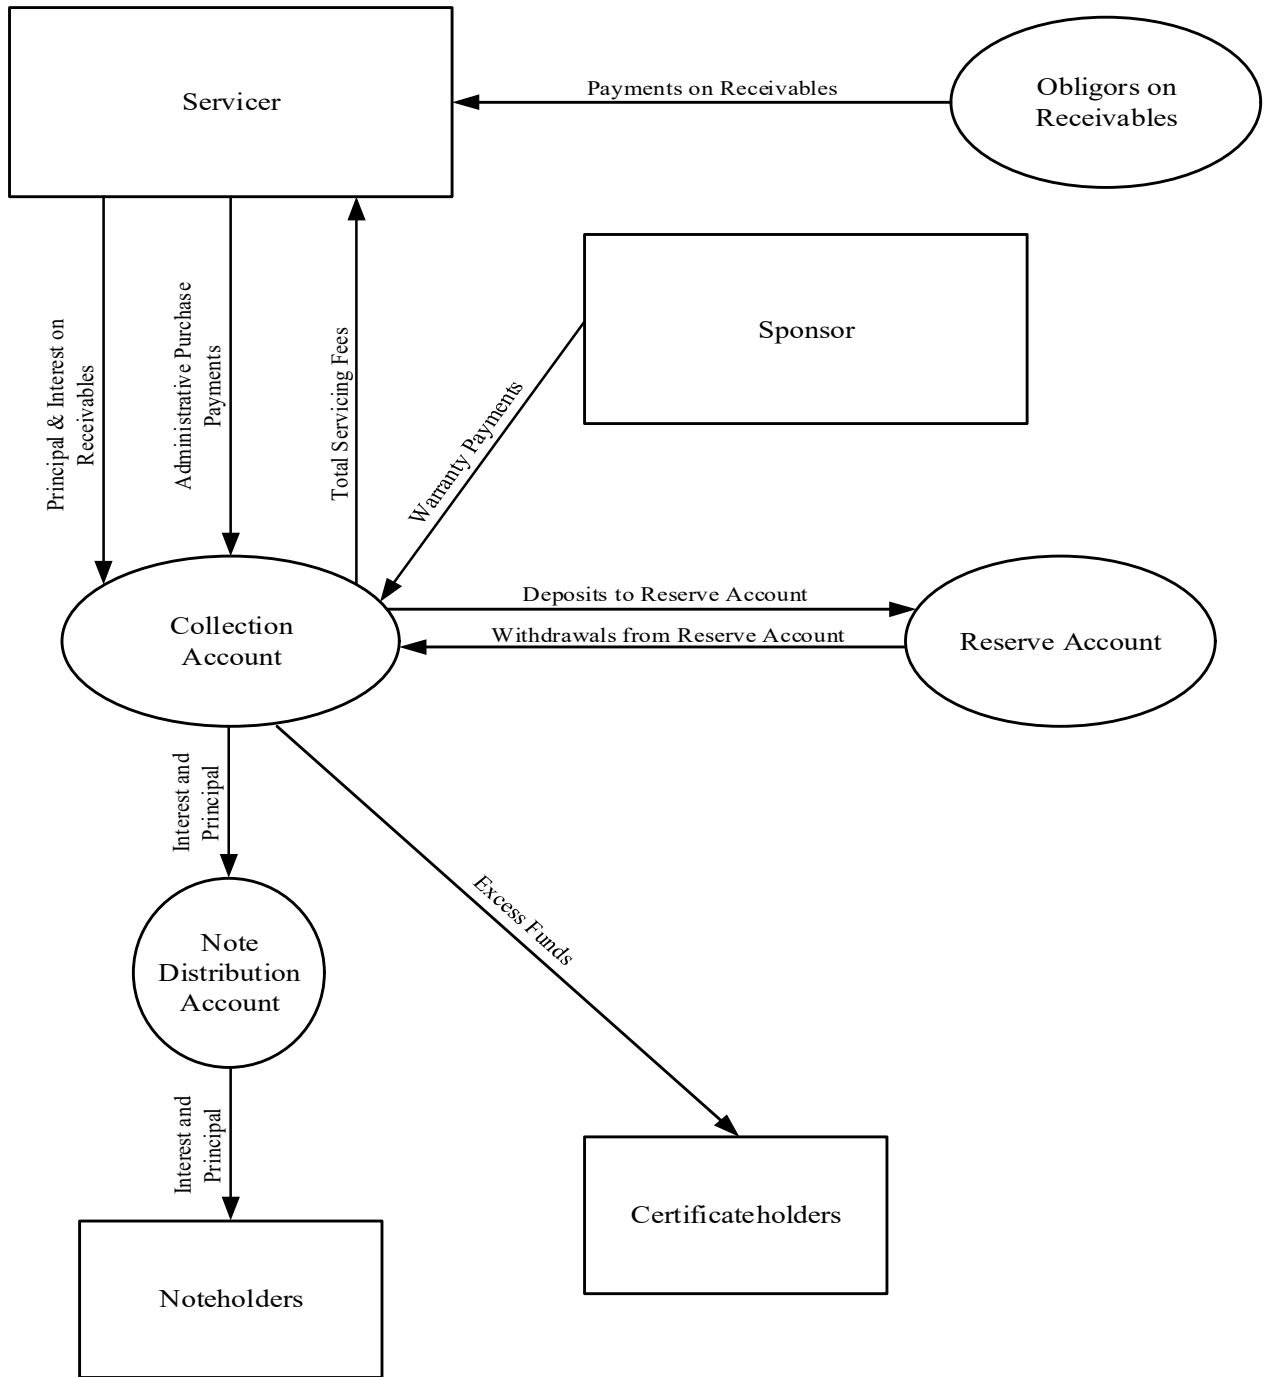 Servicer
Payments on Receivables
Obligors on
Receivables
Principal & Interest on
Receivables
Administrative Purchase
Payments
Total Servicing Fees
Sponsor
Warranty Payments
Collection
Account
Deposits to Reserve Account
Withdrawals from Reserve Account
Reserve Account
Interest and
Principal
Excess Funds
Note
Distribution
Account
Interest and
Principal
Certificateholders
Noteholders